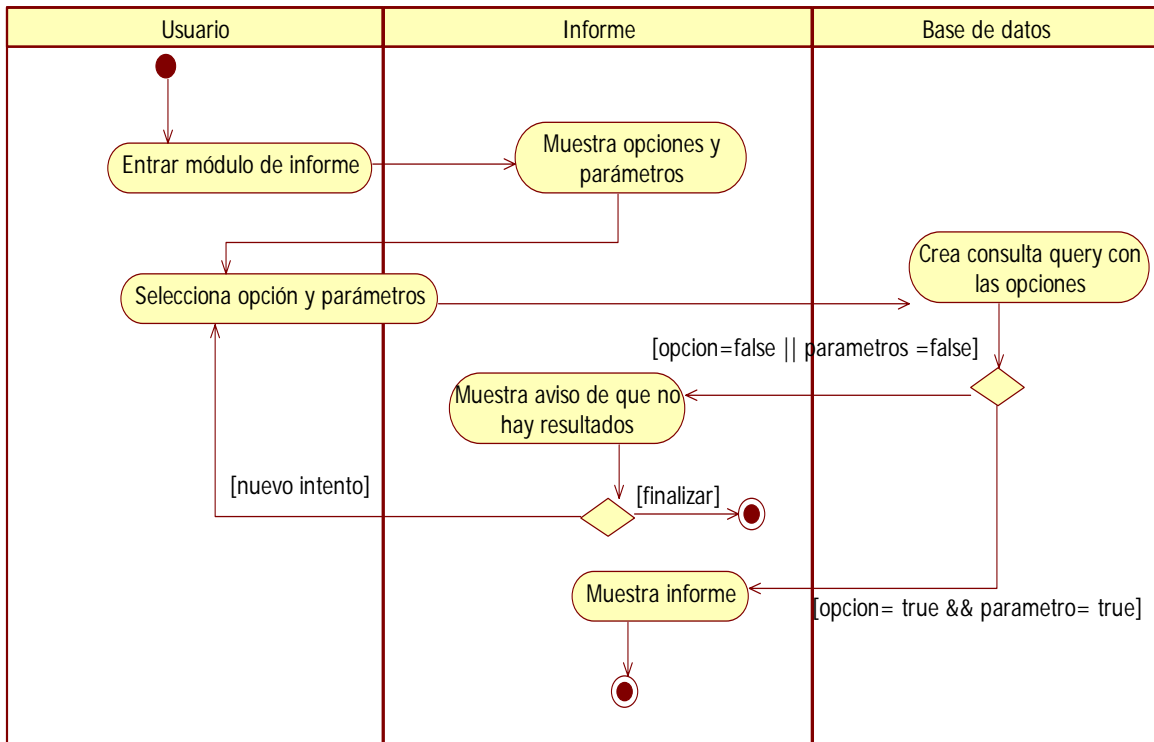 Usuario
Informe
Base de datos
Entrar módulo de informe
Muestra opciones y
parámetros
Selecciona opción y parámetros
Crea consulta query con
las opciones
[opcion=false || parametros =false]
Muestra aviso de que no
hay resultados
[nuevo intento]
[finalizar]
Muestra informe
[opcion= true && parametro= true]